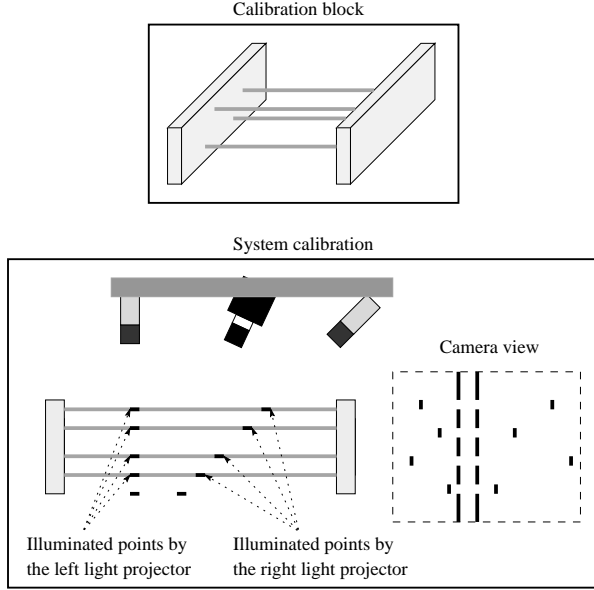 Calibration block
System calibration
Camera view
Illuminated points by
the left light projector
Illuminated points by
the right light projector